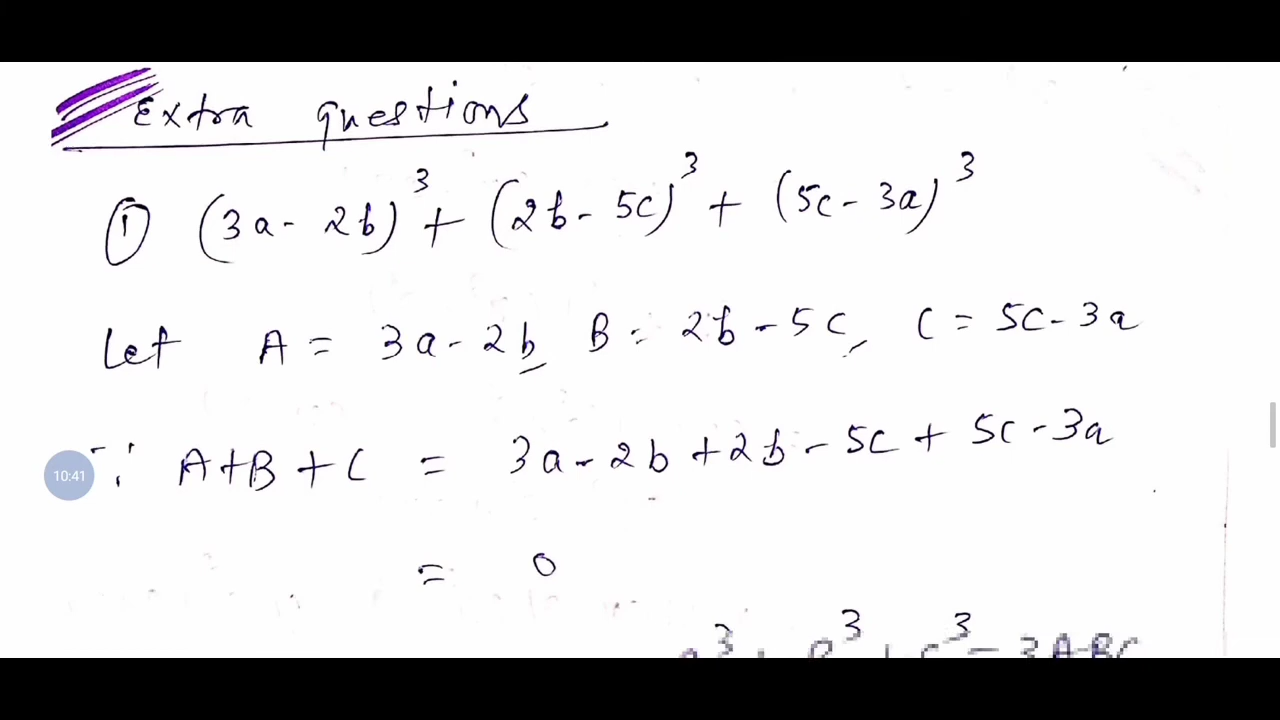 Extra questions
① (3a - 2b)³ + (2b - 5c)³ + (5c - 3a)³
Let A = 3a - 2b, B = 2b - 5c, C = 5c - 3a
∵ A+B+C = 3a - 2b + 2b - 5c + 5c - 3a
10:41
= 0